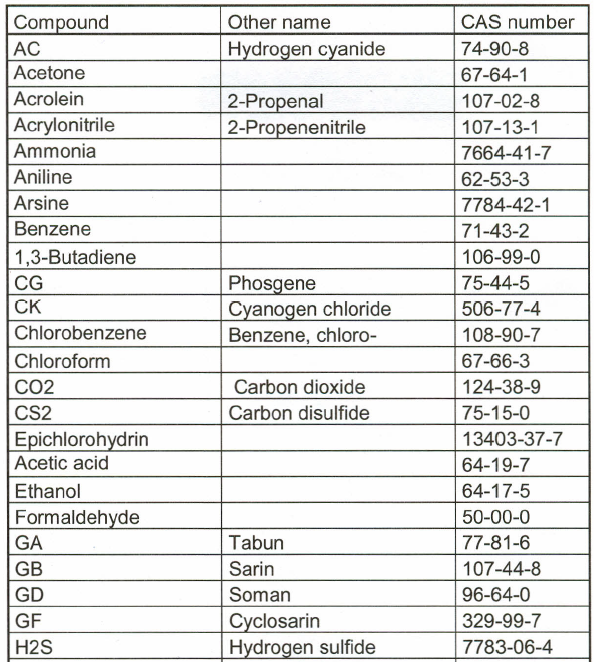 Compound Other name CAS number
AC Hydrogen cyanide 74-90-8
Acetone 67-64-1
Acrolein 2-Propenal 107-02-8
Acrylonitrile 2-Propenenitrile 107-13-1
Ammonia 7664-41-7
Aniline 62-53-3
Arsine 7784-42-1
Benzene 71-43-2
1,3-Butadiene 106-99-0
CG Phosgene 75-44-5
CK Cyanogen chloride 506-77-4
Chlorobenzene Benzene, chloro- 108-90-7
Chloroform 67-66-3
CO2 Carbon dioxide 124-38-9
CS2 Carbon disulfide 75-15-0
Epichlorohydrin 13403-37-7
Acetic acid 64-19-7
Ethanol 64-17-5
Formaldehyde 50-00-0
GA Tabun 77-81-6
GB Sarin 107-44-8
GD Soman 96-64-0
GF Cyclosarin 329-99-7
H2S Hydrogen sulfide 7783-06-4